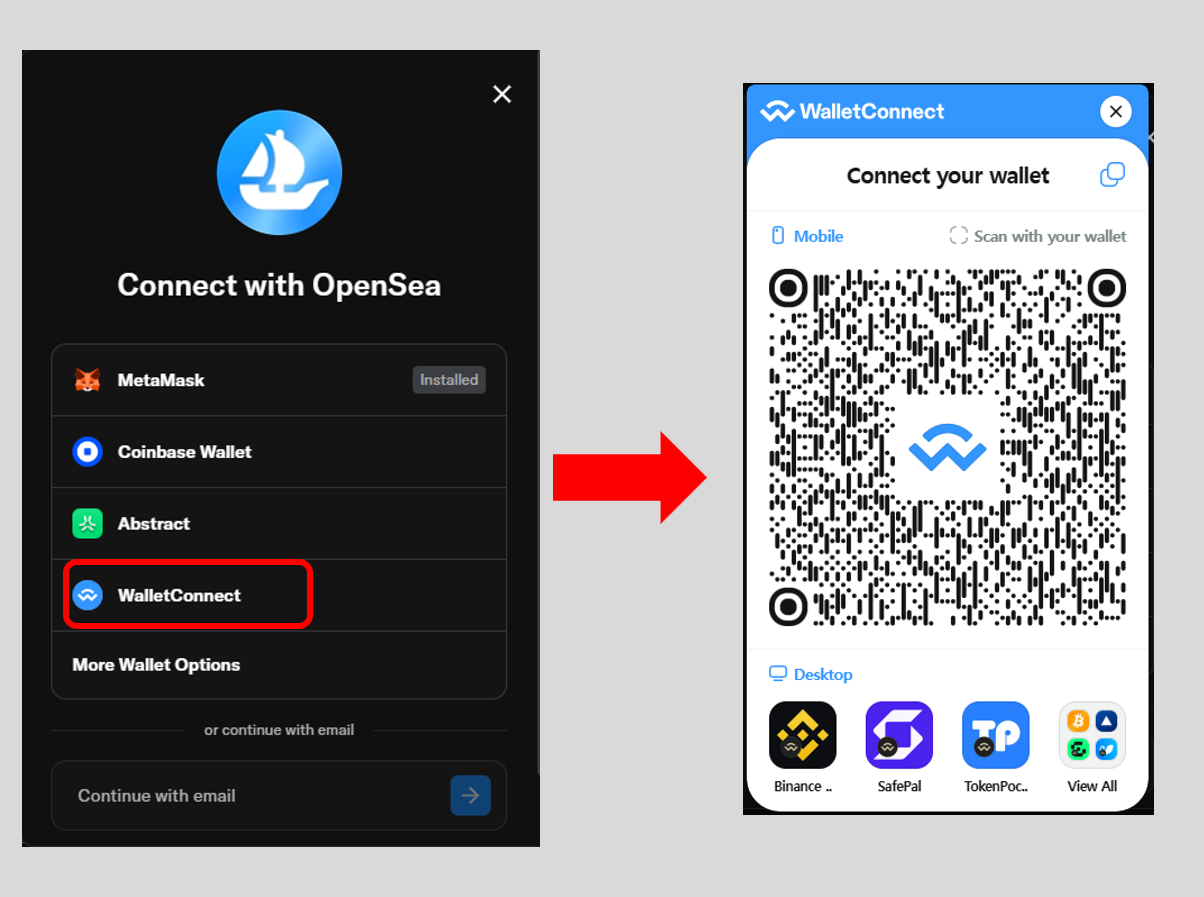 Connect with OpenSea
MetaMask
Installed
Coinbase Wallet
Abstract
WalletConnect
More Wallet Options
or continue with email
Continue with email
WalletConnect
Connect your wallet
Mobile
Scan with your wallet
Desktop
TP
Binance ..
SafePal
TokenPoc..
View All